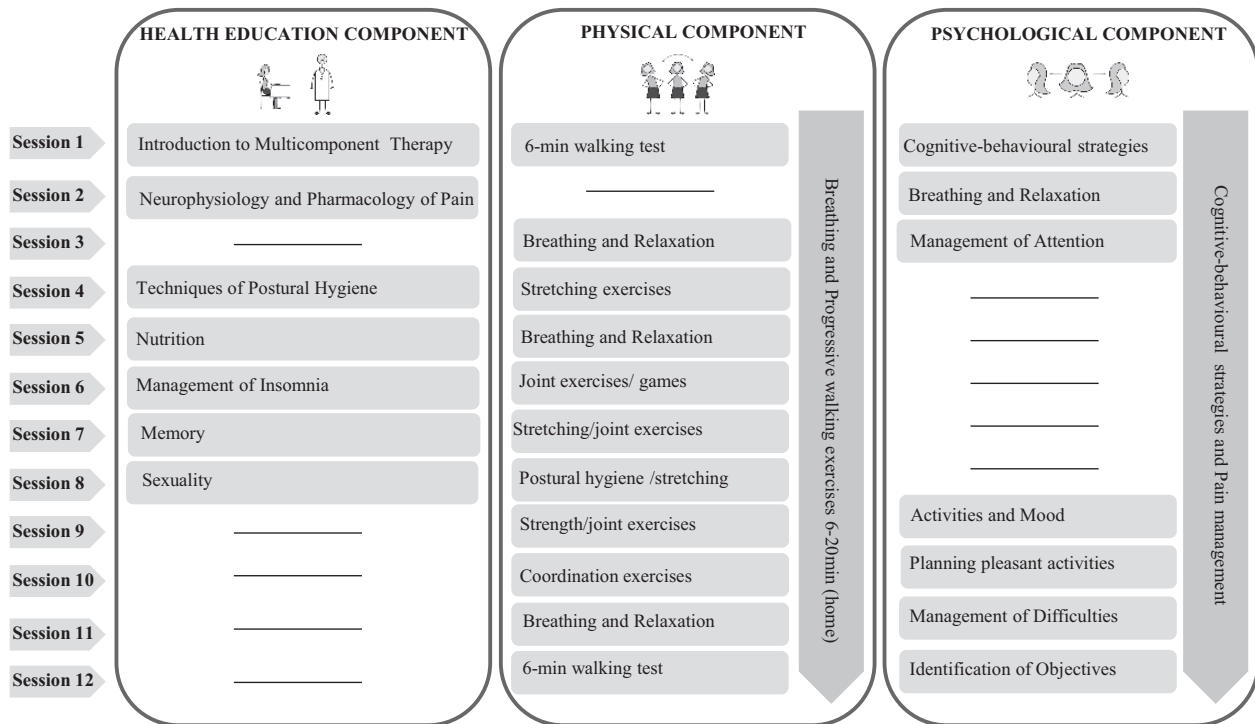 HEALTH EDUCATION COMPONENT
PHYSICAL COMPONENT
PSYCHOLOGICAL COMPONENT
Session 1
Introduction to Multicomponent Therapy
6-min walking test
Cognitive-behavioural strategies
Session 2
Neurophysiology and Pharmacology of Pain
Breathing and Relaxation
Session 3
Breathing and Relaxation
Management of Attention
Session 4
Techniques of Postural Hygiene
Stretching exercises
Session 5
Nutrition
Breathing and Relaxation
Session 6
Management of Insomnia
Joint exercises/ games
Session 7
Memory
Stretching/joint exercises
Session 8
Sexuality
Postural hygiene /stretching
Session 9
Strength/joint exercises
Activities and Mood
Session 10
Coordination exercises
Planning pleasant activities
Session 11
Breathing and Relaxation
Management of Difficulties
Session 12
6-min walking test
Identification of Objectives
Breathing and Progressive walking exercises 6-20min (home)
Cognitive-behavioural strategies and Pain management